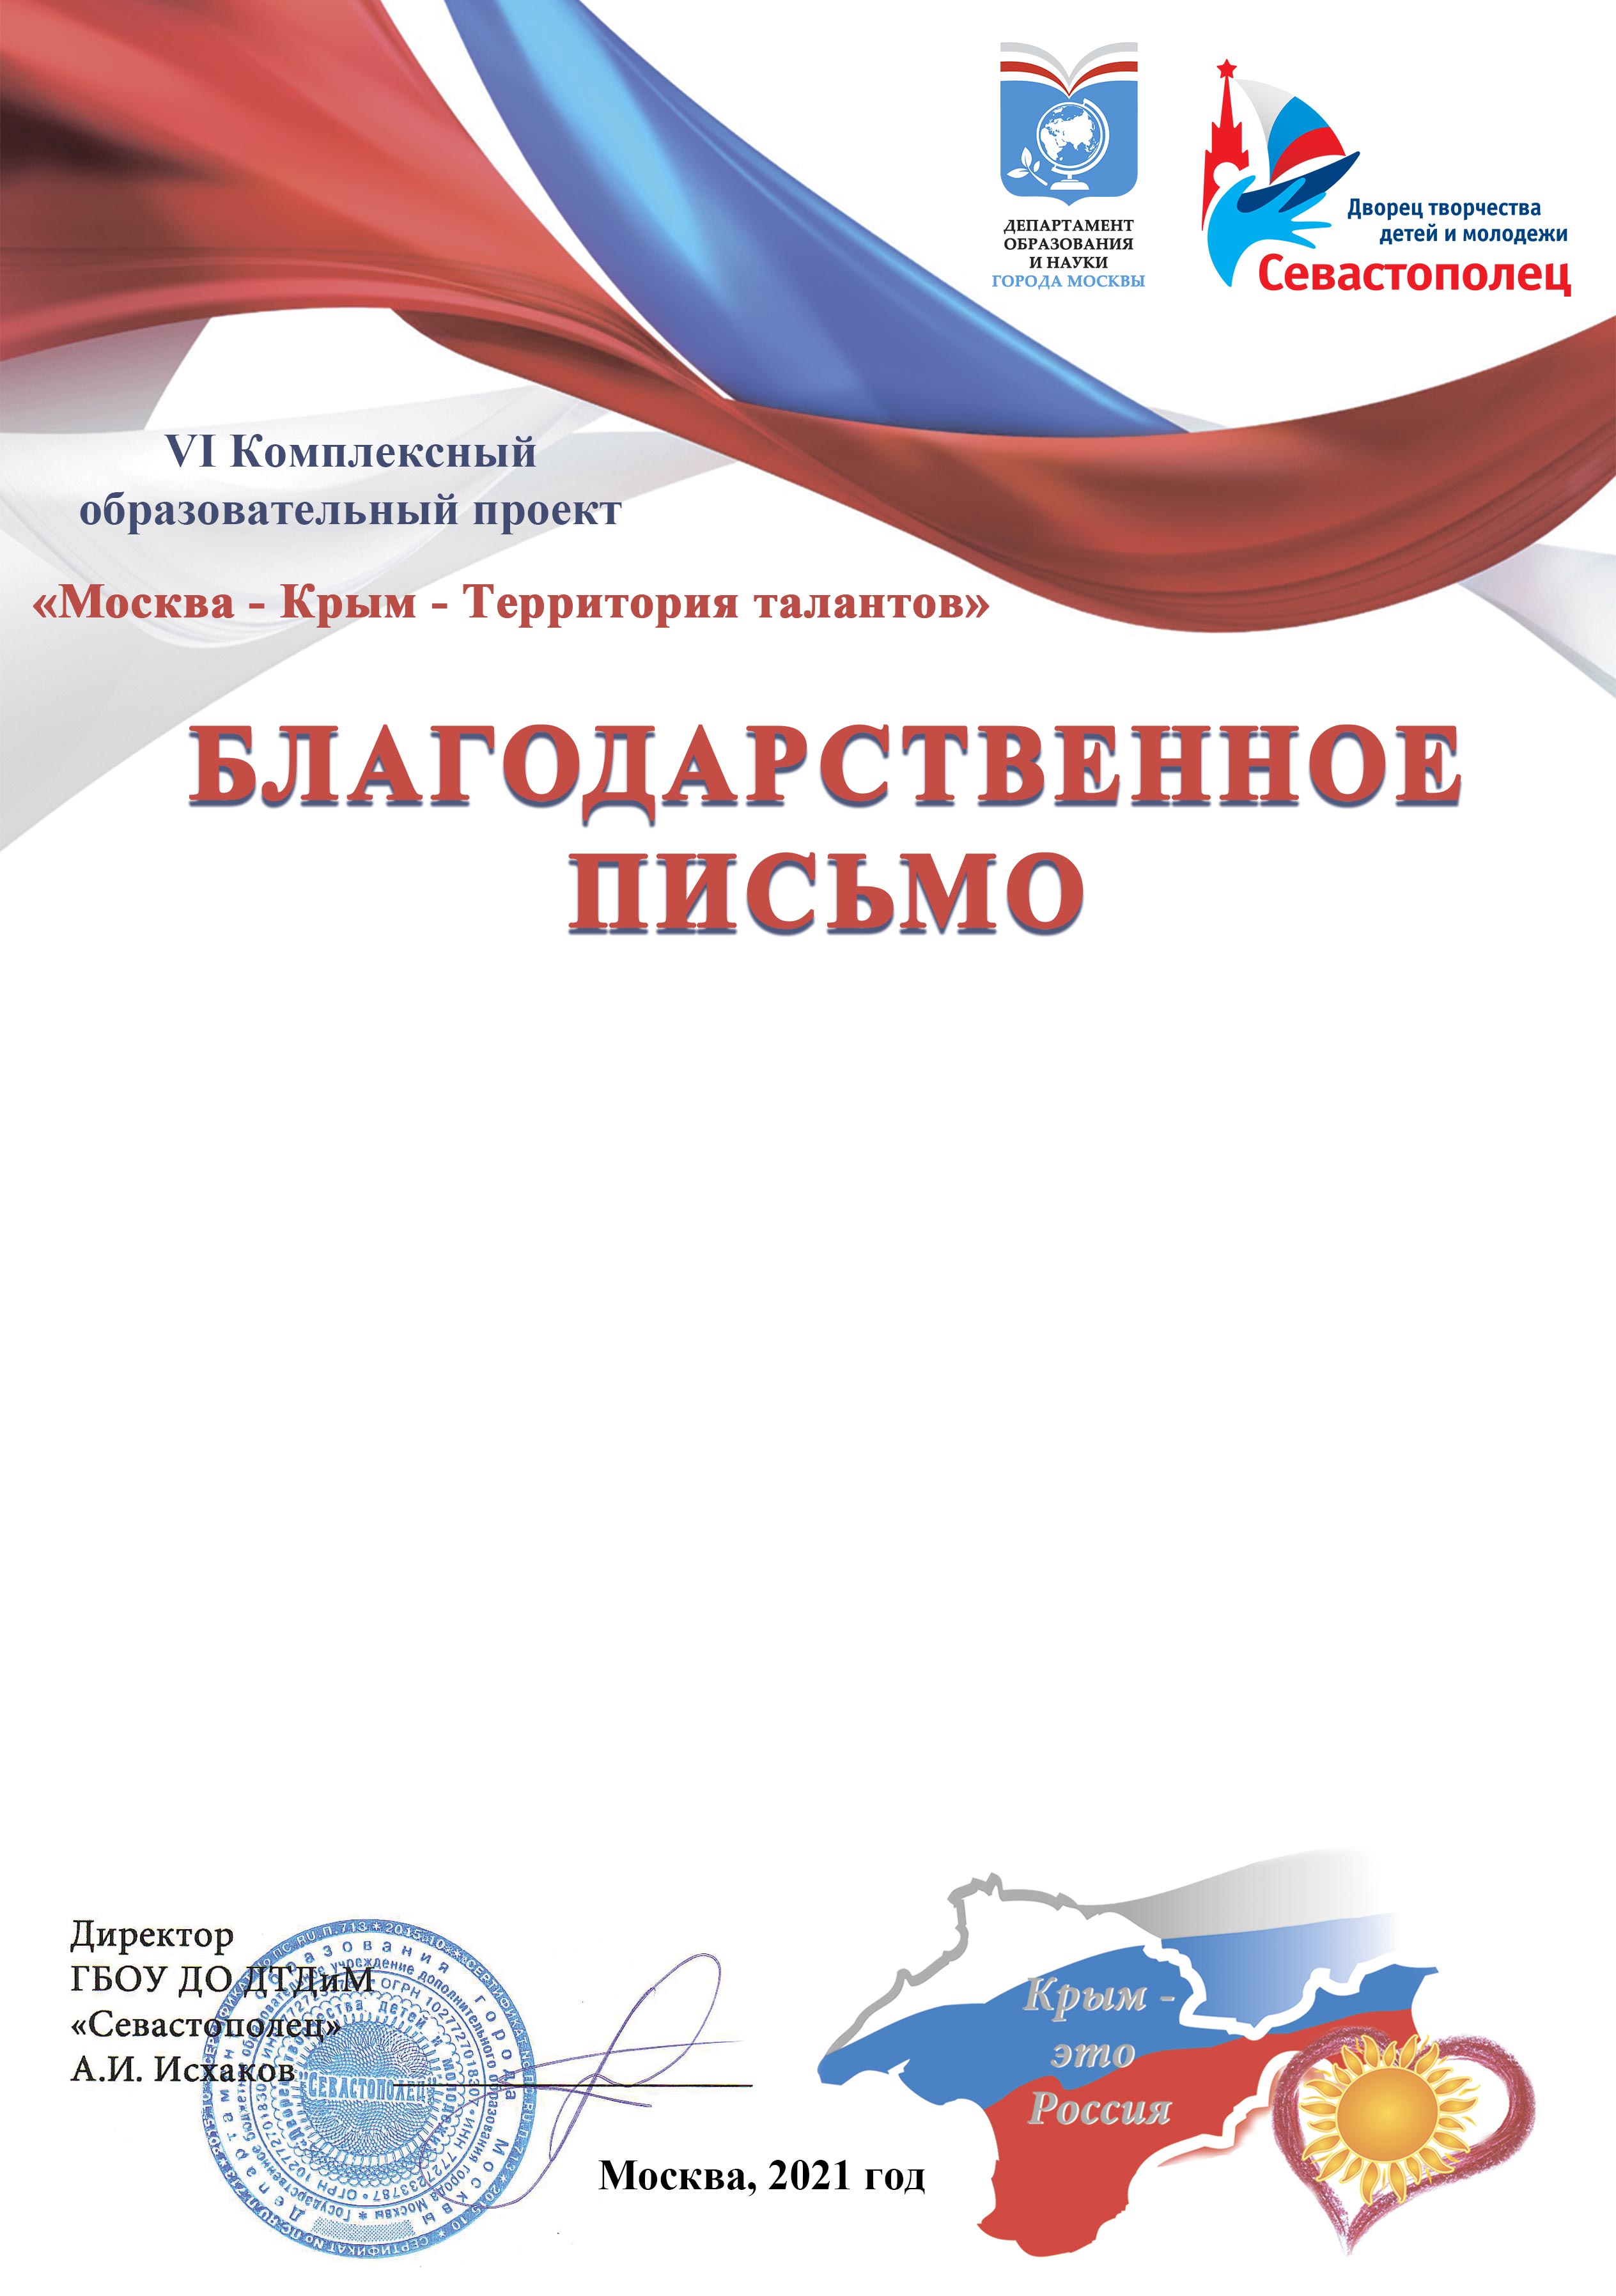 ДЕПАРТАМЕНТ
ОБРАЗОВАНИЯ
И НАУКИ
ГОРОДА МОСКВЫ
Дворец творчества
детей и молодежи
Севастополец
VI Комплексный
образовательный проект
«Москва - Крым - Территория талантов»
БЛАГОДАРСТВЕННОЕ
ПИСЬМО
Директор
ГБОУ ДО ДТДиМ
«Севастополец»
А.И. Исхаков
"СЕВАСТОПОЛЕЦ"
Крым -
это
Россия
Москва, 2021 год